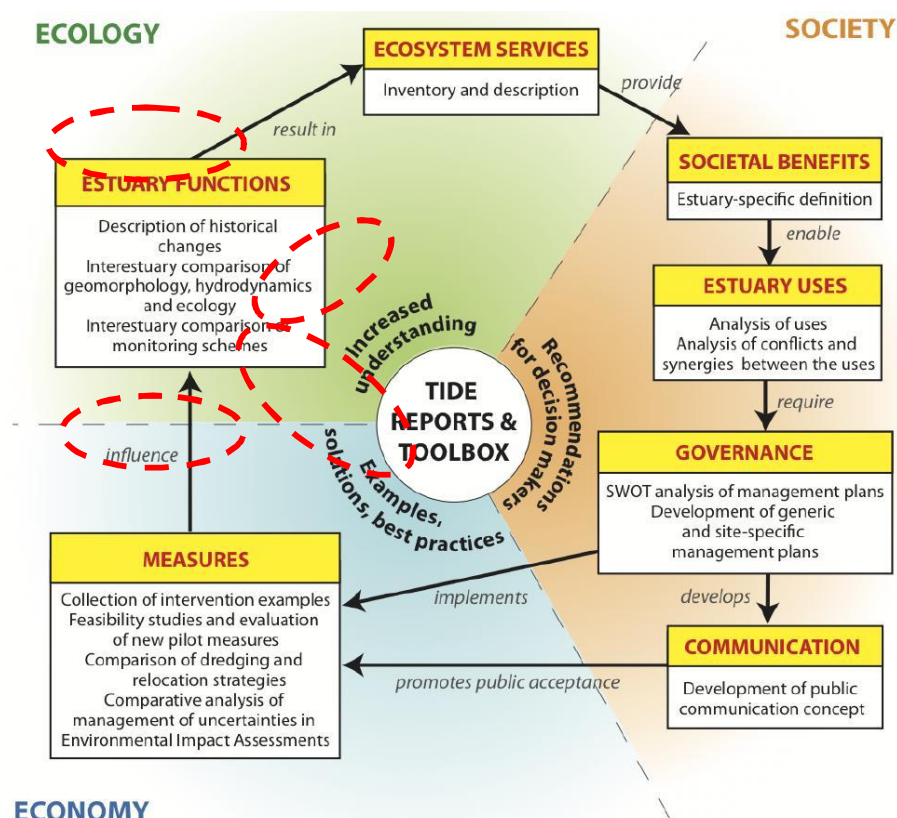 ECOLOGY
SOCIETY
ECOSYSTEM SERVICES
Inventory and description
provide
result in
ESTUARY FUNCTIONS
Description of historical
changes
Interestuary comparison of
geomorphology, hydrodynamics
and ecology
Interestuary comparison of
monitoring schemes
SOCIETAL BENEFITS
Estuary-specific definition
enable
ESTUARY USES
Analysis of uses
Analysis of conflicts and
synergies between the uses
require
Increased
understanding
Recommendations
for decision makers
Examples,
solutions, best practices
TIDE
REPORTS &
TOOLBOX
influence
GOVERNANCE
SWOT analysis of management plans
Development of generic
and site-specific
management plans
MEASURES
Collection of intervention examples
Feasibility studies and evaluation
of new pilot measures
Comparison of dredging and
relocation strategies
Comparative analysis of
management of uncertainties in
Environmental Impact Assessments
implements
develops
COMMUNICATION
Development of public
communication concept
promotes public acceptance
ECONOMY